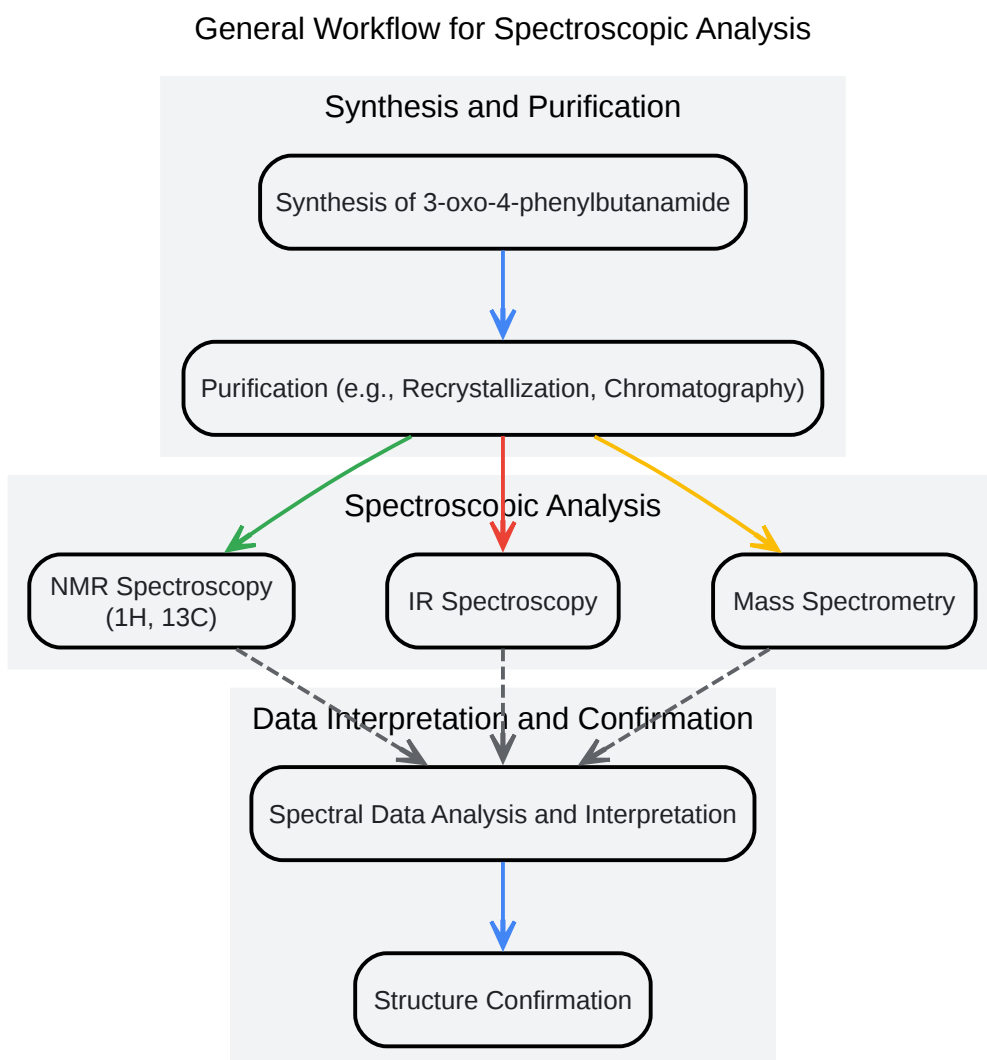 General Workflow for Spectroscopic Analysis
Synthesis and Purification
Synthesis of 3-oxo-4-phenylbutanamide
Purification (e.g., Recrystallization, Chromatography)
Spectroscopic Analysis
NMR Spectroscopy
(1H, 13C)
IR Spectroscopy
Mass Spectrometry
Data Interpretation and Confirmation
Spectral Data Analysis and Interpretation
Structure Confirmation